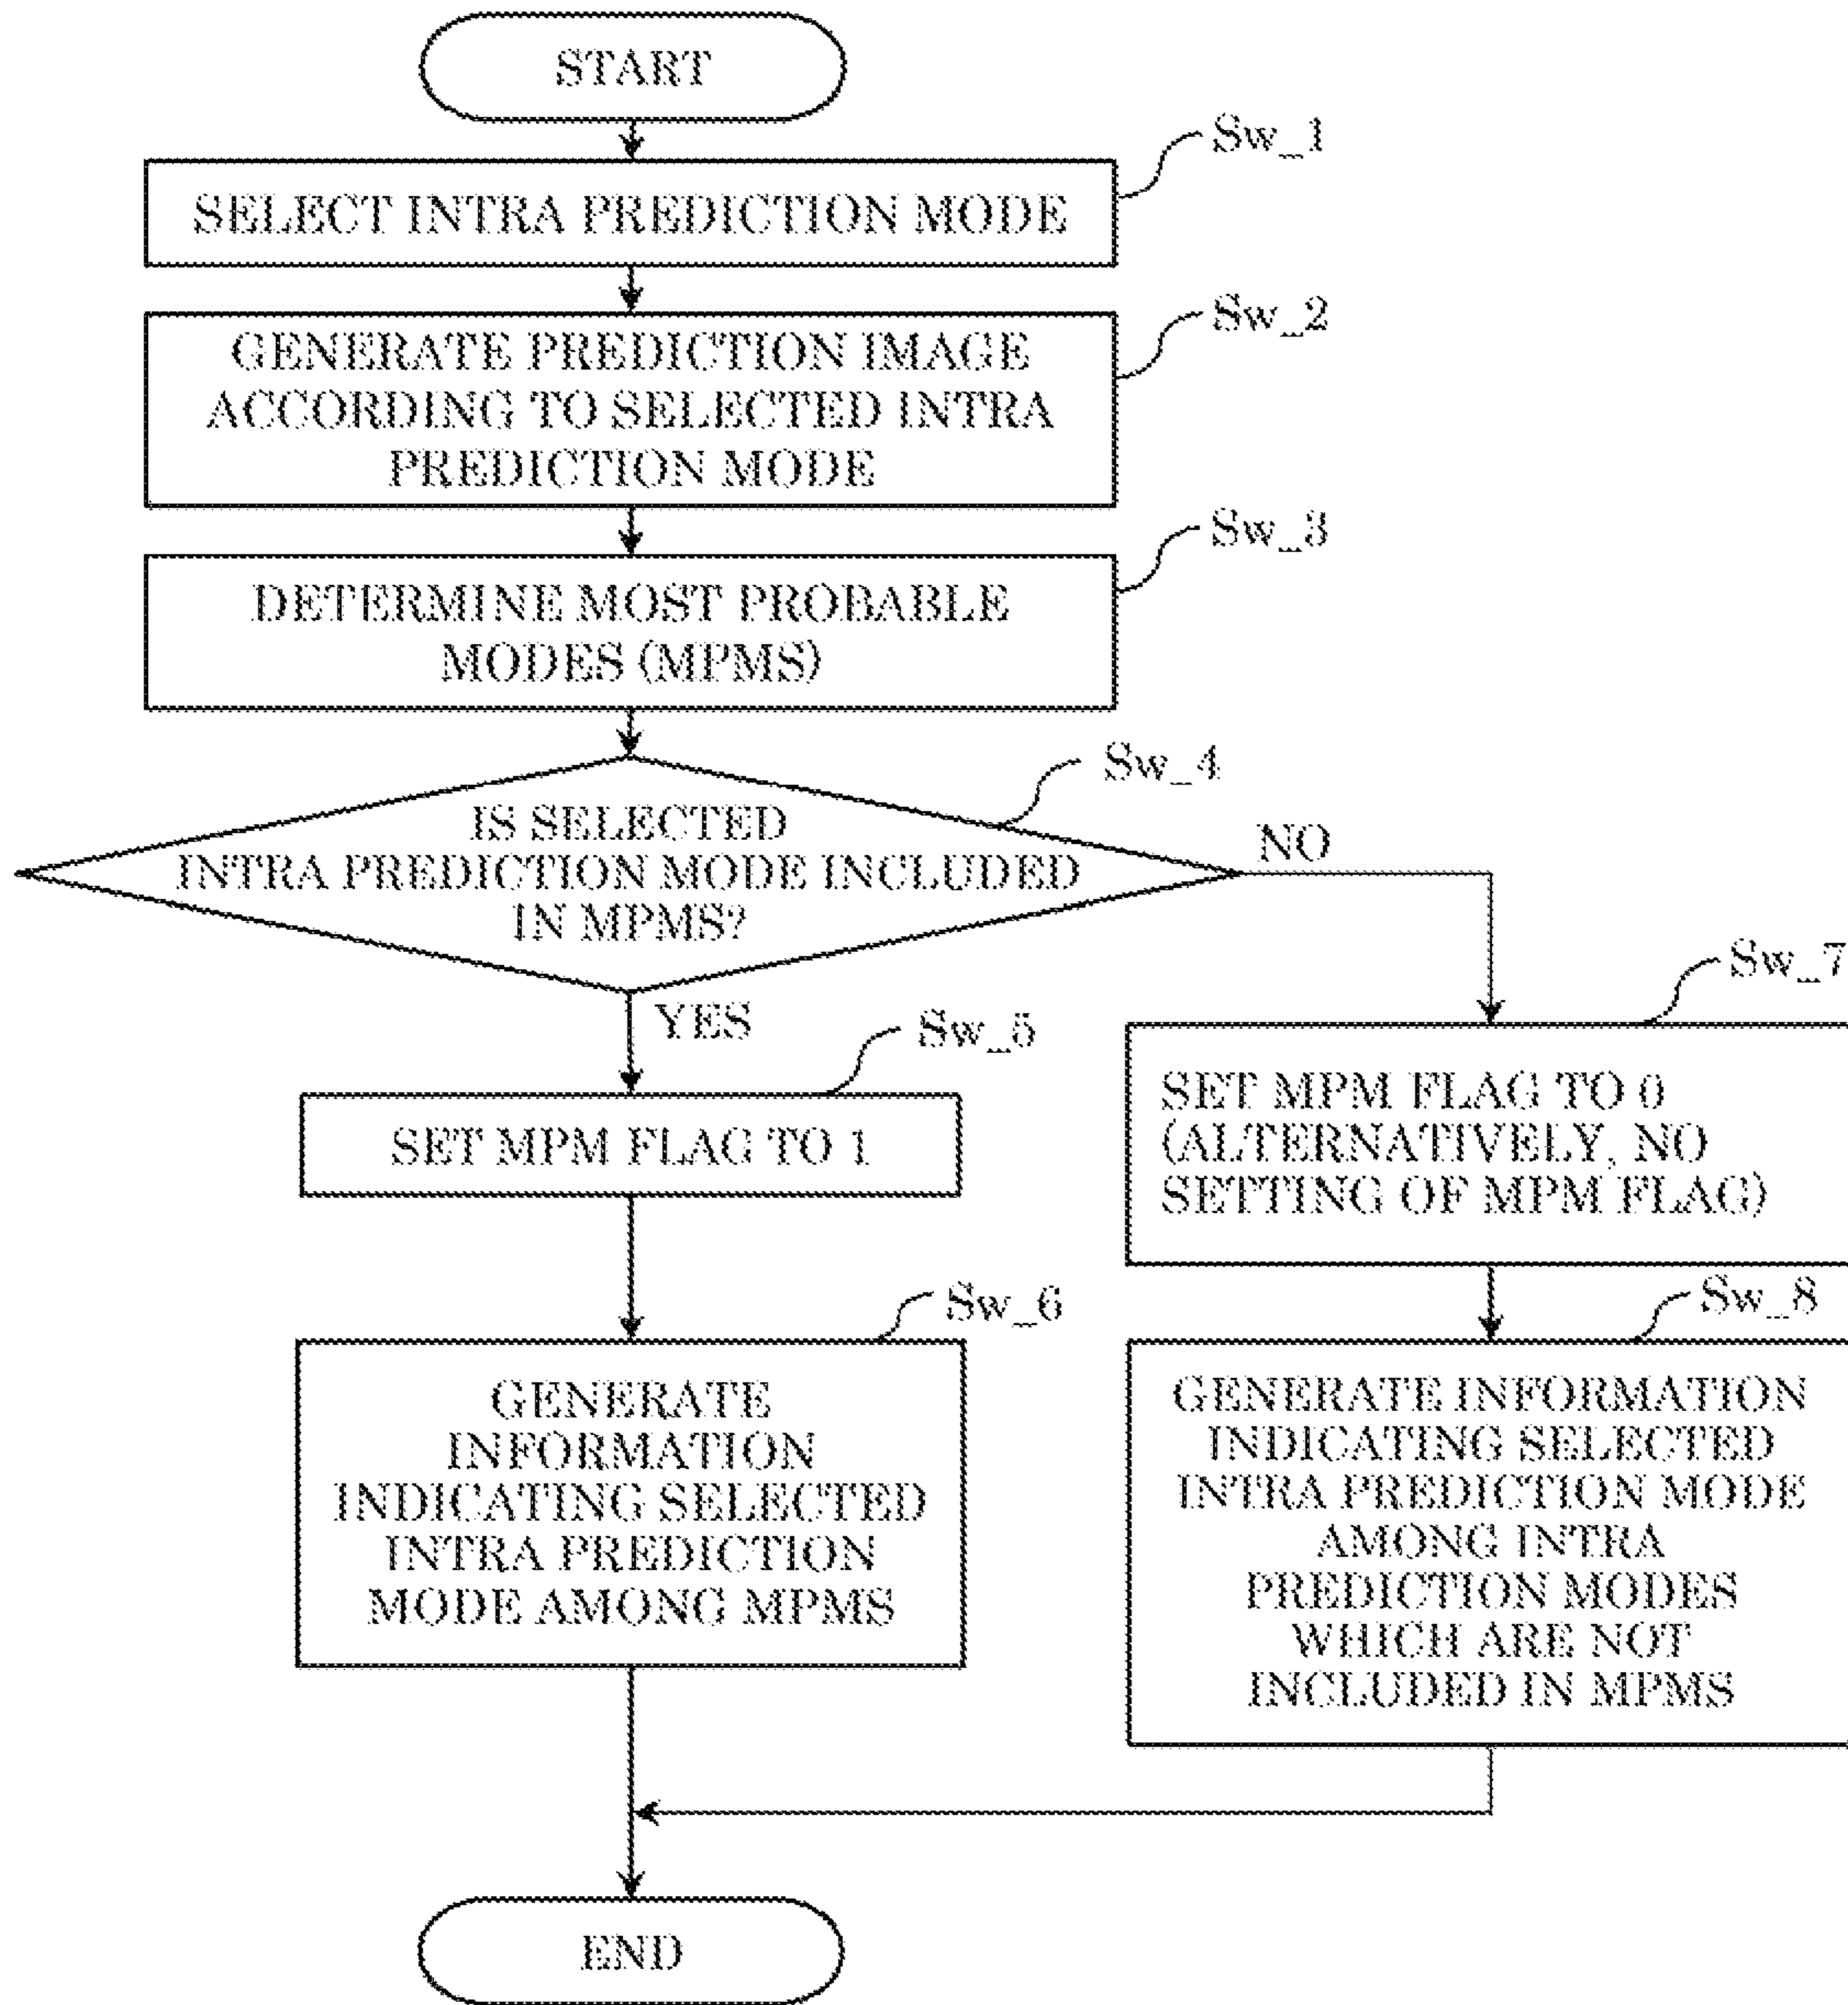 START
Sw_1
SELECT INTRA PREDICTION MODE
Sw_2
GENERATE PREDICTION IMAGE
ACCORDING TO SELECTED INTRA
PREDICTION MODE
Sw_3
DETERMINE MOST PROBABLE
MODES (MPMS)
Sw_4
IS SELECTED
INTRA PREDICTION MODE INCLUDED
IN MPMS?
NO
YES
Sw_5
SET MPM FLAG TO 1
Sw_6
GENERATE
INFORMATION
INDICATING SELECTED
INTRA PREDICTION
MODE AMONG MPMS
Sw_7
SET MPM FLAG TO 0
(ALTERNATIVELY, NO
SETTING OF MPM FLAG)
Sw_8
GENERATE INFORMATION
INDICATING SELECTED
INTRA PREDICTION MODE
AMONG INTRA
PREDICTION MODES
WHICH ARE NOT
INCLUDED IN MPMS
END